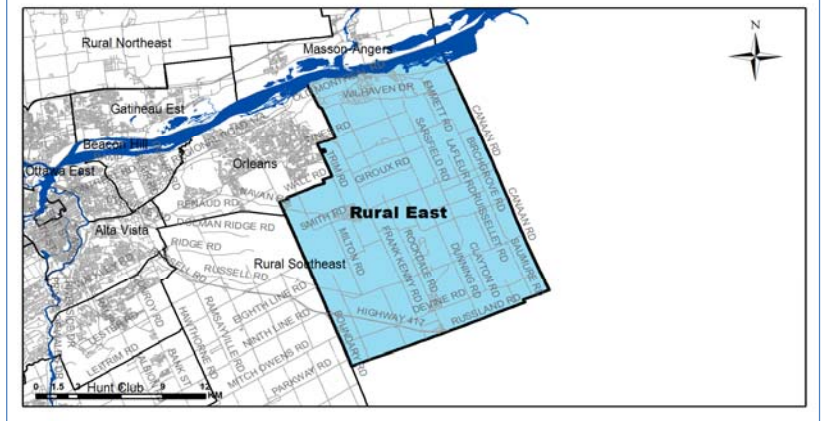 N
Rural Northeast
Masson-Angers
WILHAVEN DR
Gatineau Est
EMMETT RD
CANAAN RD
Beacon Hill
SARSFIELD RD
LAFLEUR RD
BIRCHGROVE RD
Orleans
TRIM RD
GIROUX RD
Ottawa East
WALL RD
CANAAN RD
RUSSELLET RD
RENAUD RD
SMITH RD
Rural East
DOLMAN RIDGE RD
Alta Vista
MILTON RD
FRANK KENNY RD
ROCKDALE RD
DUNNING RD
CLAYTON RD
BAUMURE RD
RIDGE RD
RUSSELL RD
Rural Southeast
EIGHTH LINE RD
DEVINE RD
HIGHWAY 417
RUSSLAND RD
RAMSAYVILLE RD
HAWTHORNE RD
NINTH LINE RD
BOUNDARY RD
LEITRIM RD
BANK ST
MITCH OWENS RD
PARKWAY RD
Hunt Club
0 1.5 3 6 9 12
KM